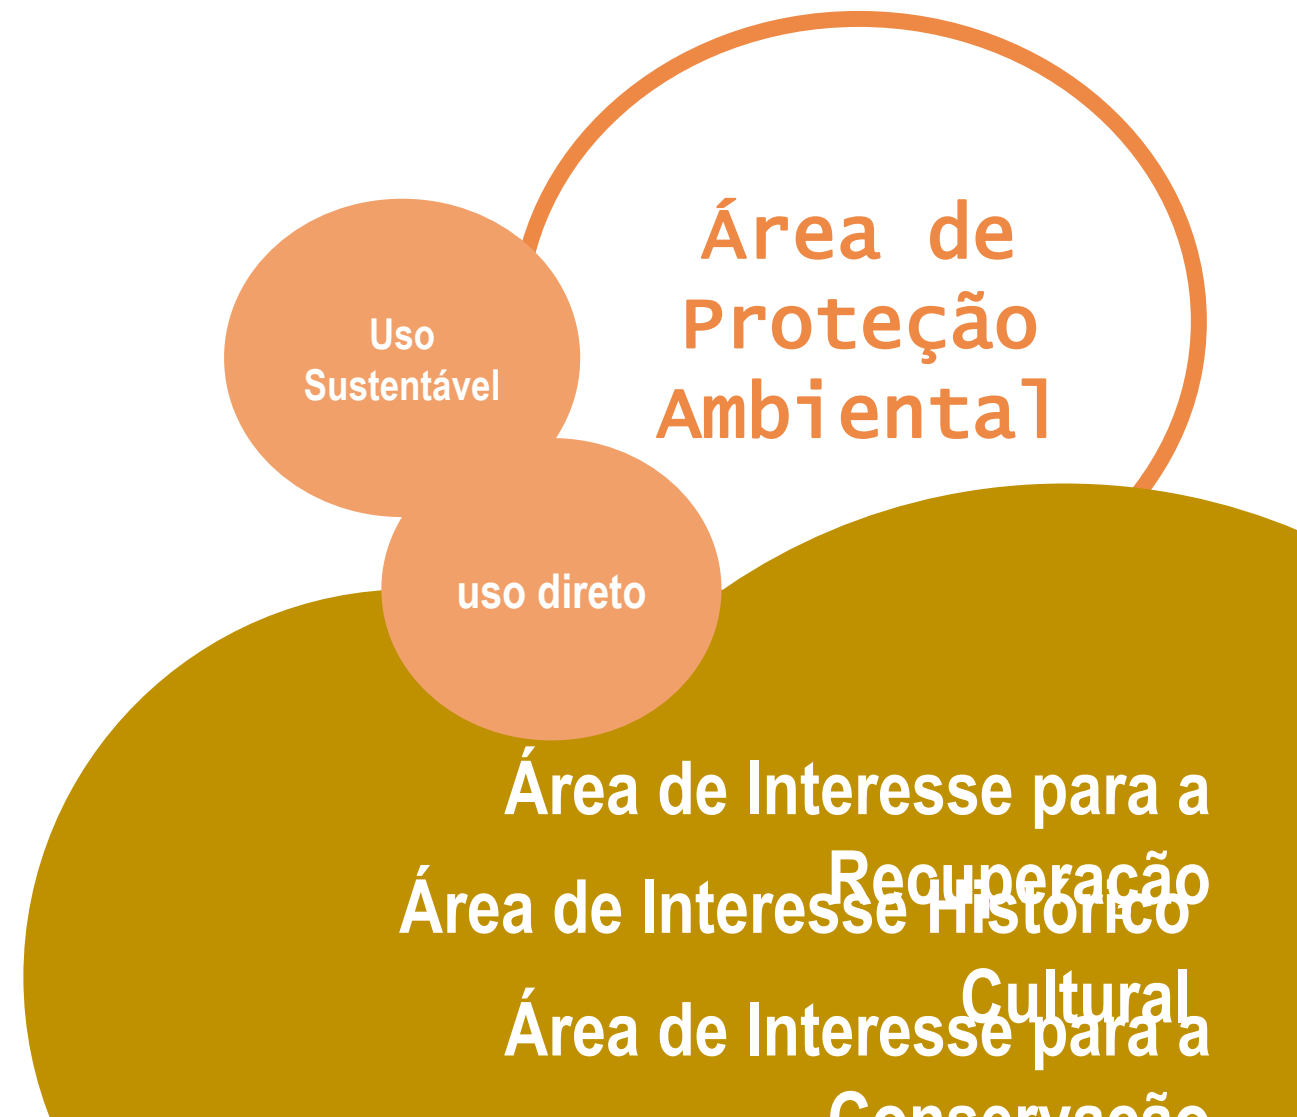 Área de
Proteção
Ambiental
Uso
Sustentável
uso direto
Área de Interesse para a
Recuperação
Área de Interesse Histórico
Cultural
Área de Interesse para a
Conservação